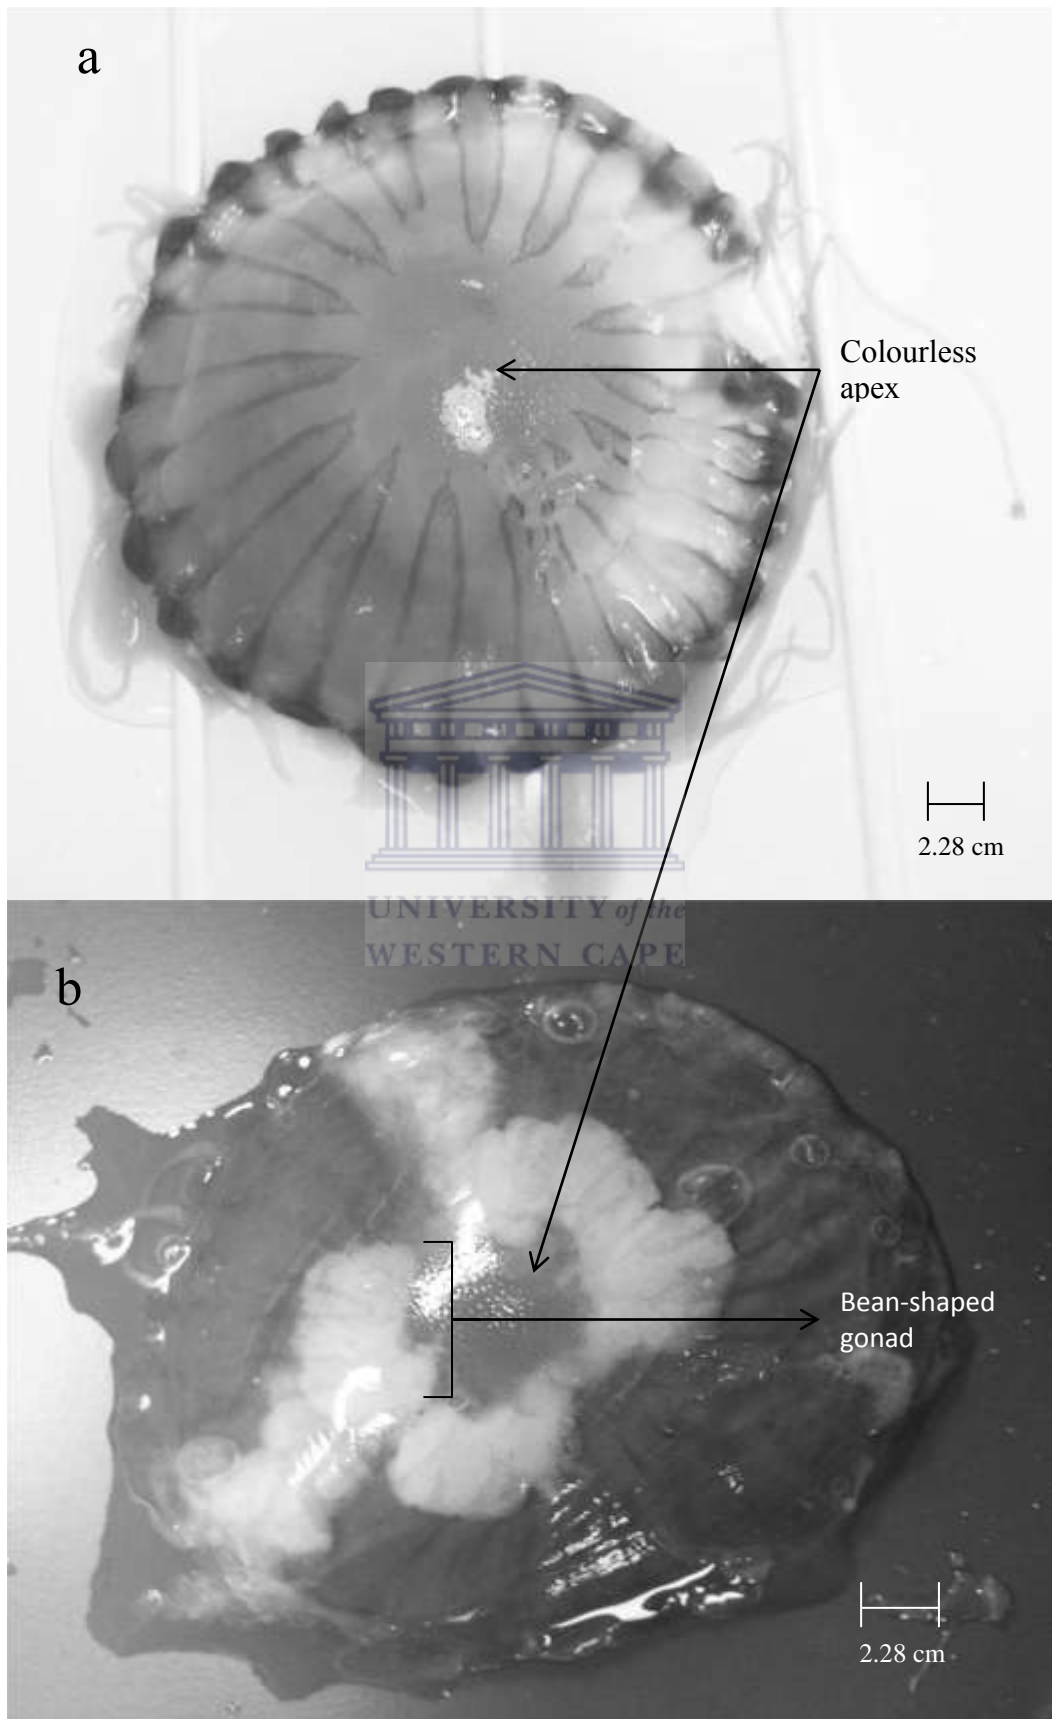 a
Colourless
apex
2.28 cm
UNIVERSITY of the
WESTERN CAPE
b
Bean-shaped
gonad
2.28 cm